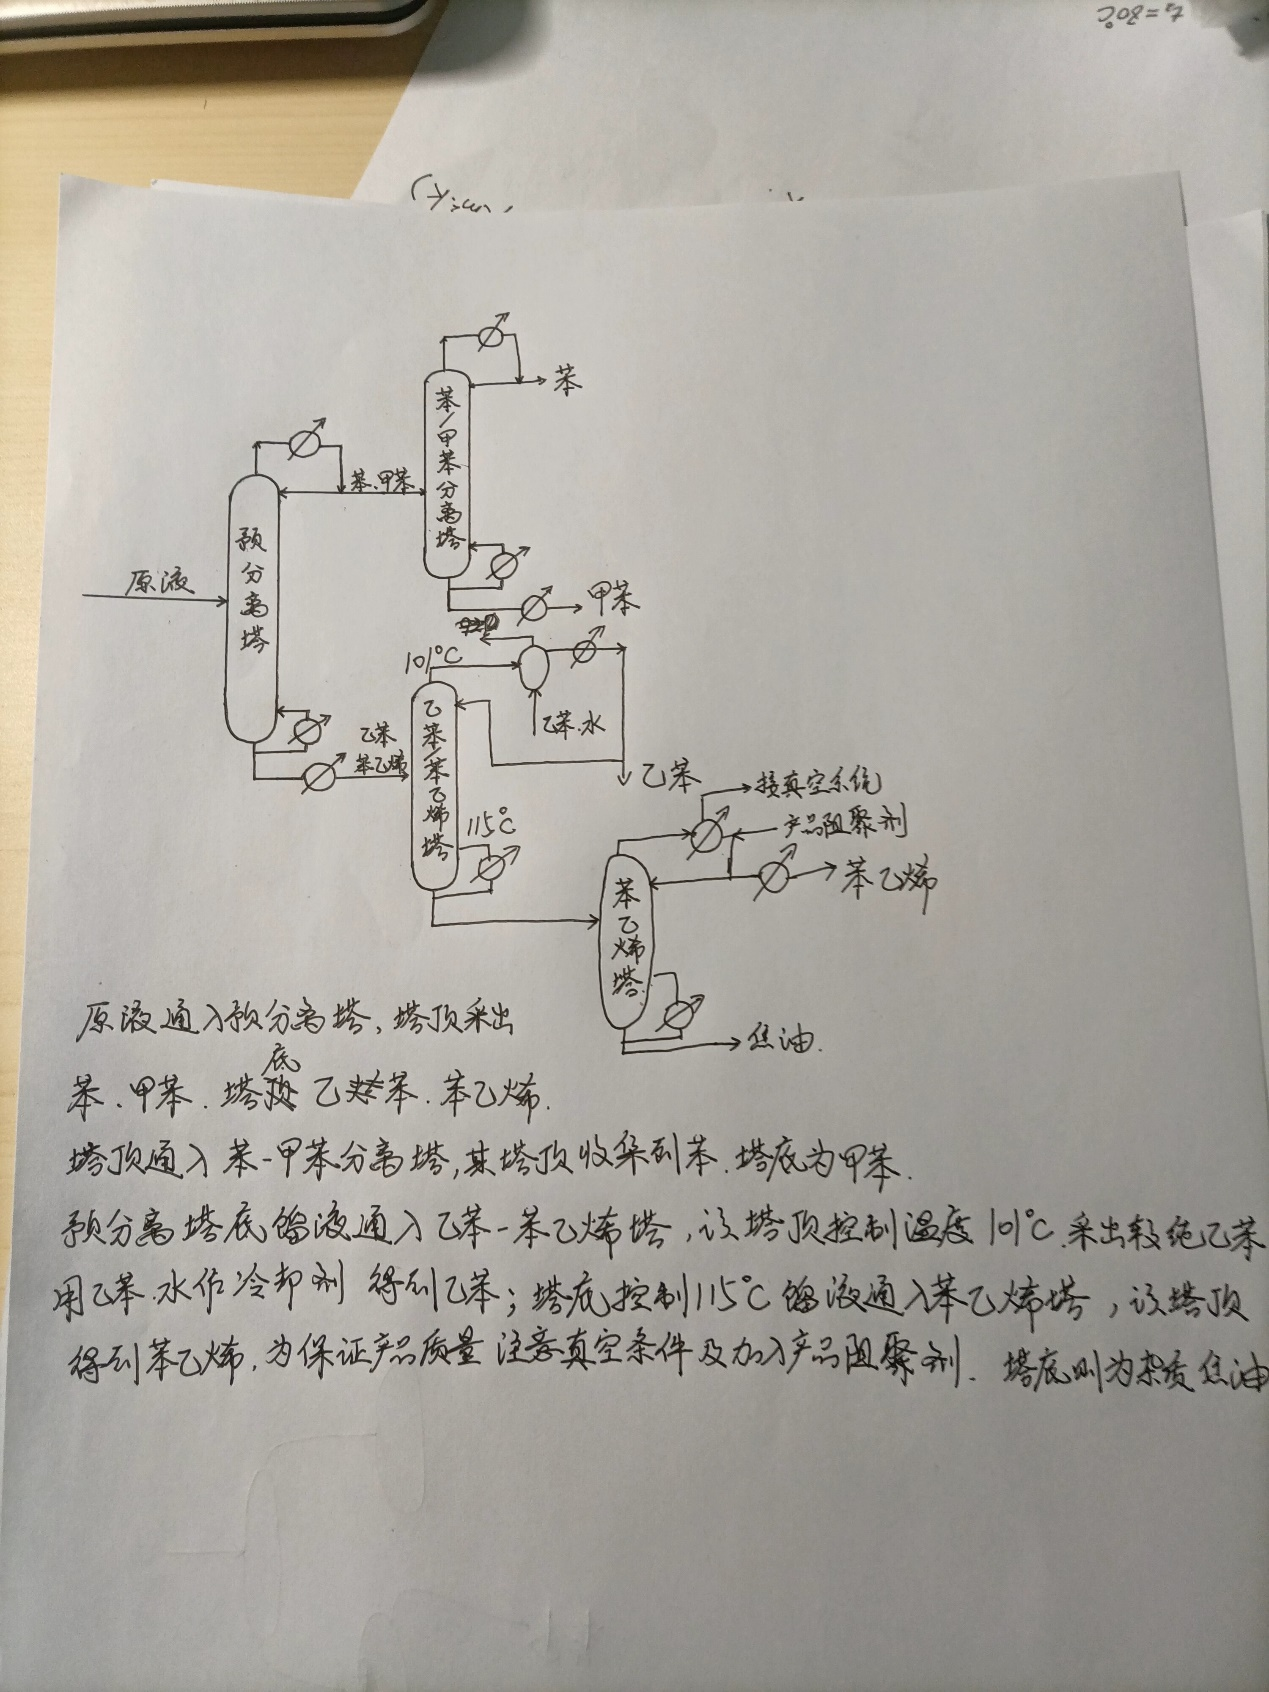 t₂=80℃
苯
苯/甲苯分离塔
苯、甲苯
预分离塔
原液
甲苯
101℃
乙苯/苯乙烯塔
乙苯.水
乙苯
苯乙烯
乙苯
115℃
接真空系统
产品阻聚剂
苯乙烯
苯乙烯塔
焦油.
原液通入预分离塔,塔顶采出
苯、甲苯.塔底乙苯.苯乙烯.
塔顶通入苯-甲苯分离塔,其塔顶收集到苯.塔底为甲苯.
预分离塔底馏液通入乙苯-苯乙烯塔,该塔顶控制温度101℃.采出较纯乙苯
用乙苯.水作冷却剂 得到乙苯;塔底控制115℃馏液通入苯乙烯塔,该塔顶
得到苯乙烯.为保证产品质量 注意真空条件及加入产品阻聚剂.塔底则为杂质焦油